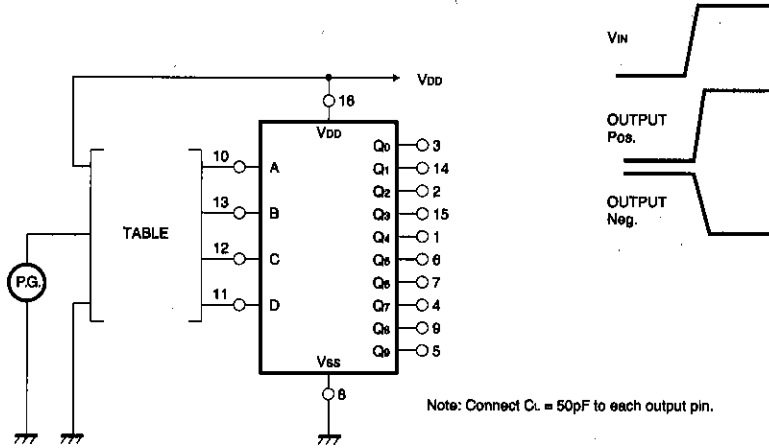 VIN
VDD
16
VDD
Q0 3
OUTPUT
Pos.
10 A
Q1 14
Q2 2
OUTPUT
Neg.
13 B
Q3 15
TABLE
Q4 1
12 C
Q5 6
P.G.
Q6 7
11 D
Q7 4
Q8 9
Q9 5
VSS
8
Note: Connect CL = 50pF to each output pin.